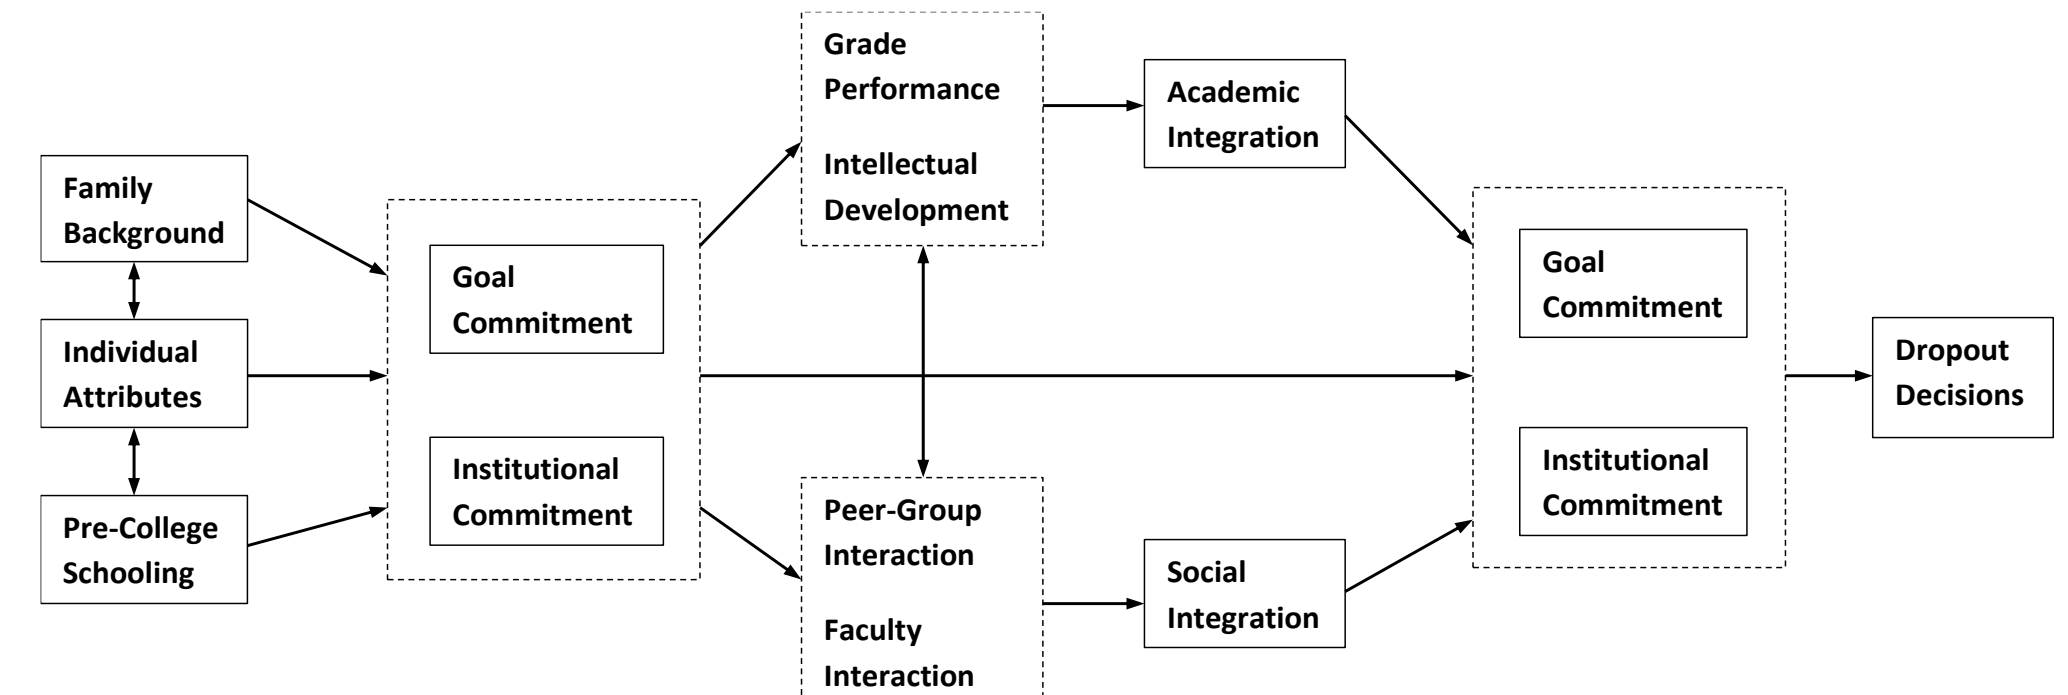 Family
Background
Individual
Attributes
Pre-College
Schooling
Goal
Commitment
Institutional
Commitment
Grade
Performance
Intellectual
Development
Peer-Group
Interaction
Faculty
Interaction
Academic
Integration
Social
Integration
Goal
Commitment
Institutional
Commitment
Dropout
Decisions